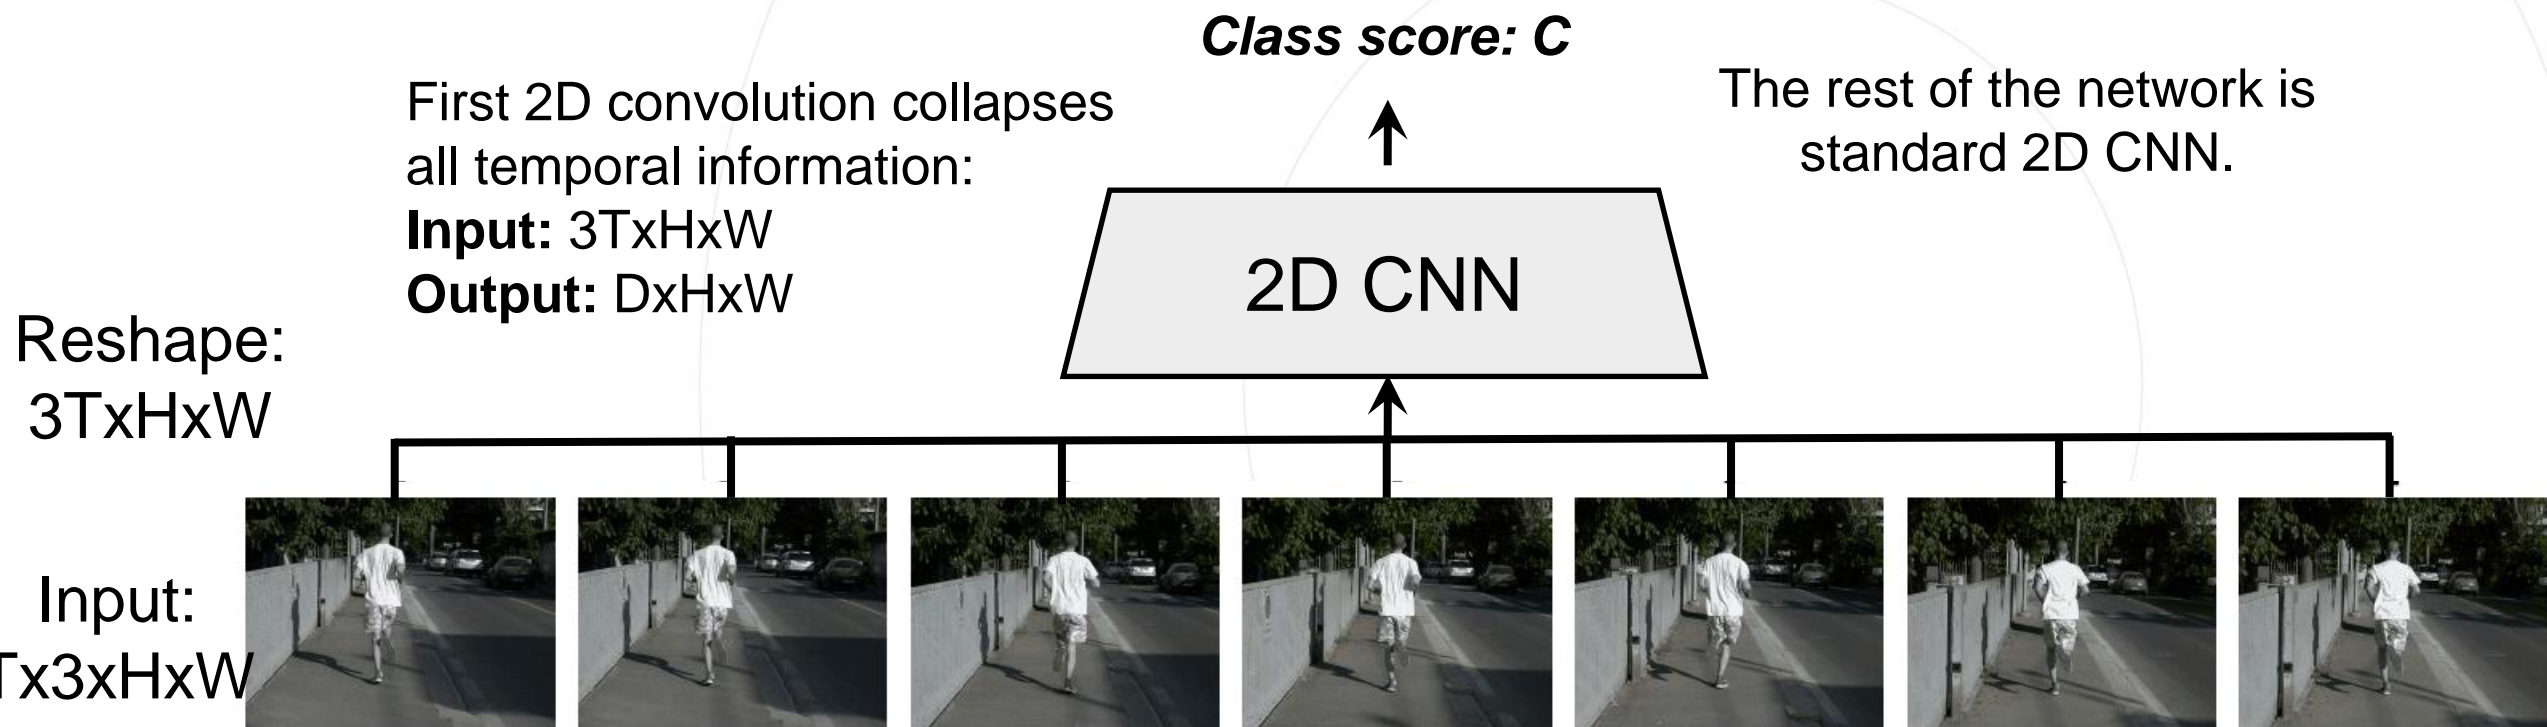 Class score: C
First 2D convolution collapses
all temporal information:
Input: 3TxHxW
Output: DxHxW
The rest of the network is
standard 2D CNN.
2D CNN
Reshape:
3TxHxW
Input:
Tx3xHxW